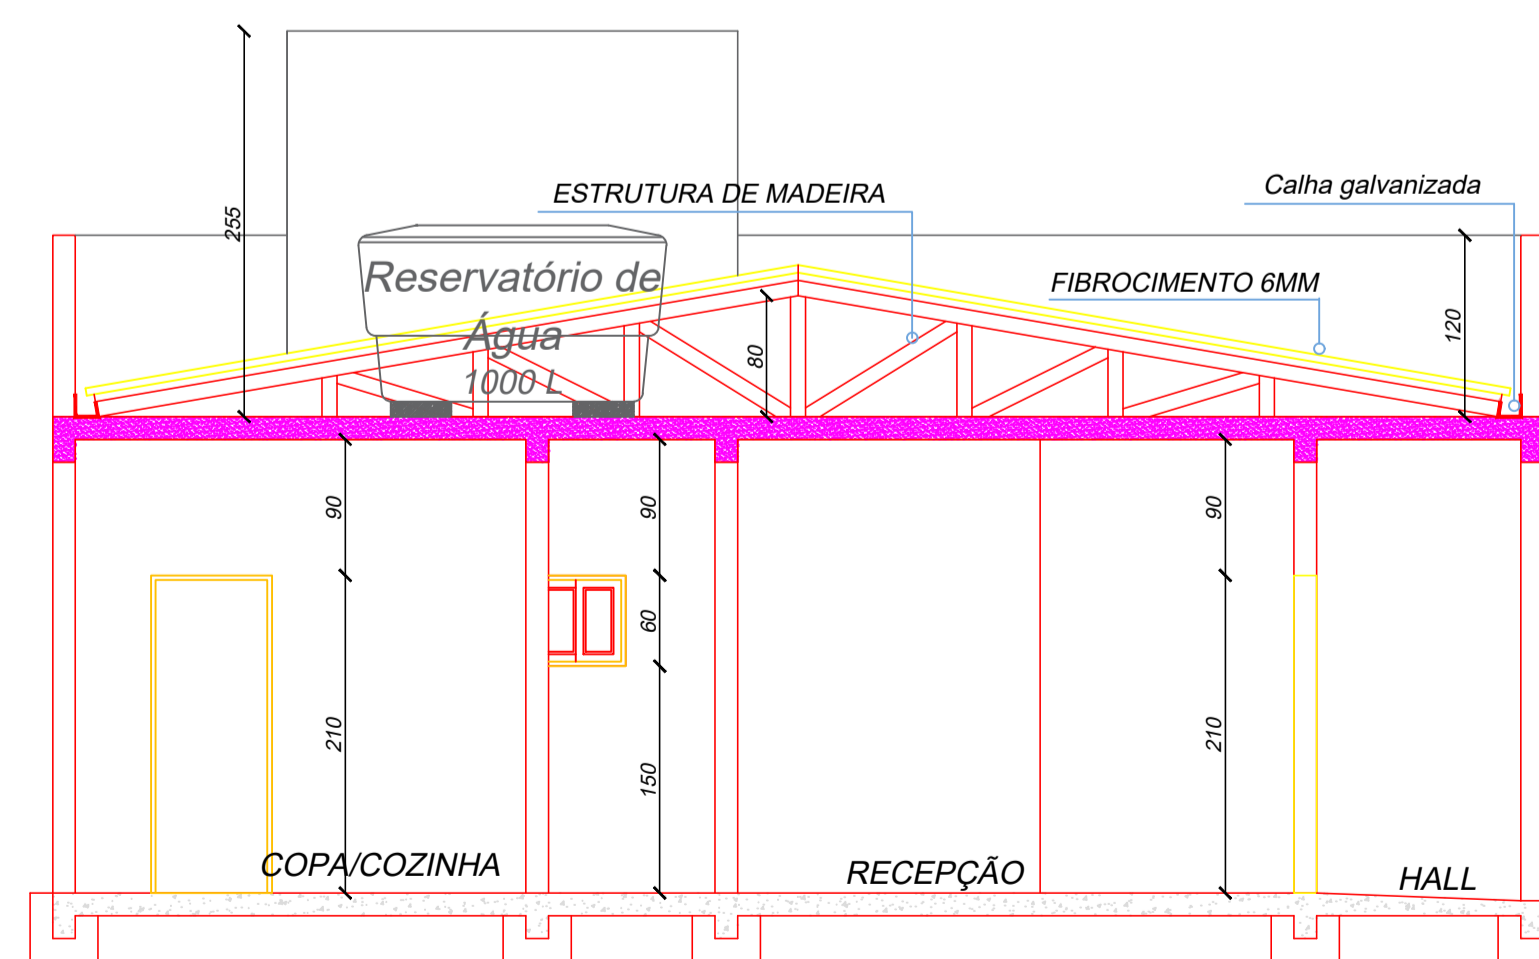 255
ESTRUTURA DE MADEIRA
Calha galvanizada
Reservatório de
Água
1000 L
FIBROCIMENTO 6MM
80
120
90
90
90
60
210
150
210
COPA/COZINHA
RECEPÇÃO
HALL